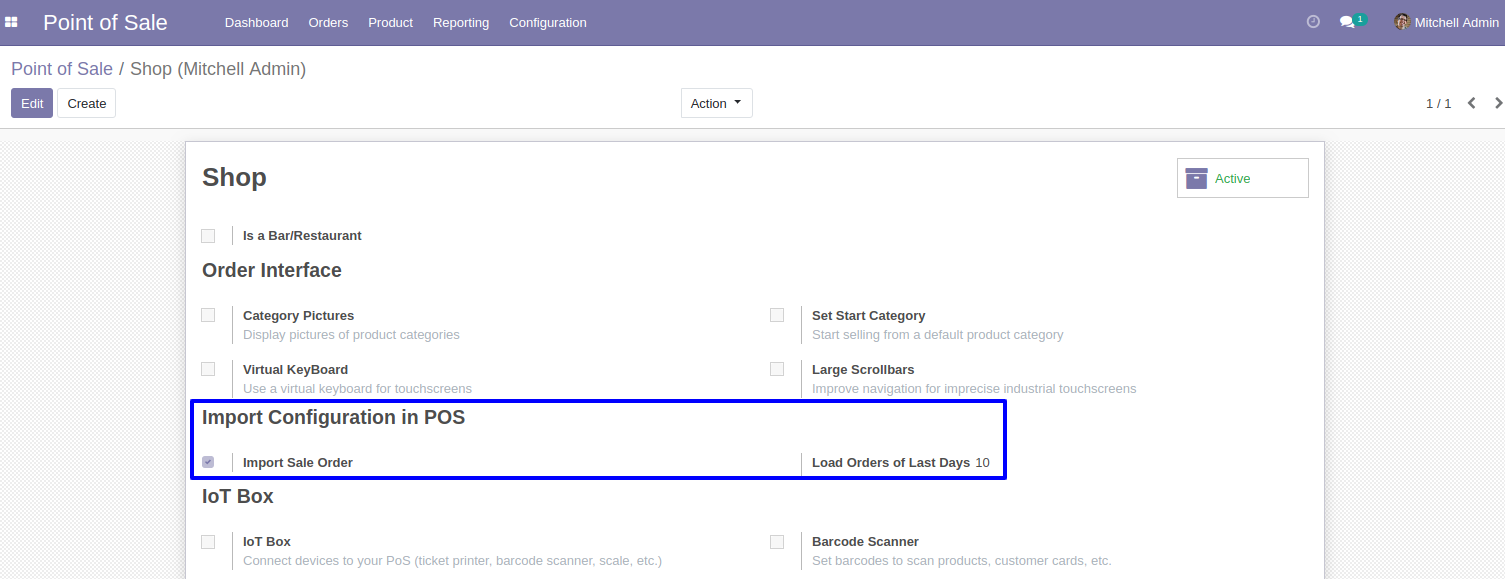 Point of Sale Dashboard Orders Product Reporting Configuration 1 Mitchell Admin
Point of Sale / Shop (Mitchell Admin)
Edit Create Action 1 / 1
Shop Active
Is a Bar/Restaurant
Order Interface
Category Pictures Set Start Category
Display pictures of product categories Start selling from a default product category
Virtual KeyBoard Large Scrollbars
Use a virtual keyboard for touchscreens Improve navigation for imprecise industrial touchscreens
Import Configuration in POS
Import Sale Order Load Orders of Last Days 10
IoT Box
IoT Box Barcode Scanner
Connect devices to your PoS (ticket printer, barcode scanner, scale, etc.) Set barcodes to scan products, customer cards, etc.